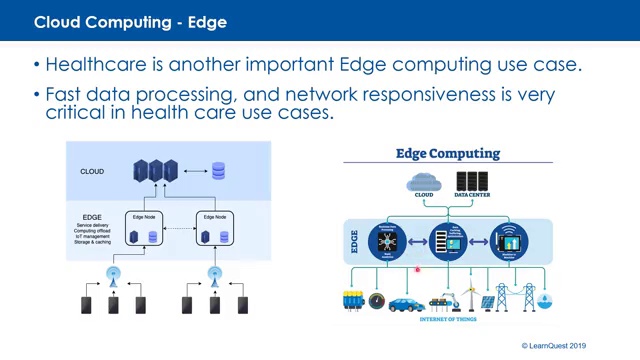 Cloud Computing - Edge
• Healthcare is another important Edge computing use case.
• Fast data processing, and network responsiveness is very
critical in health care use cases.
CLOUD
EDGE
Service delivery
Computing offload
IoT management
Storage & caching
Edge Node
Edge Node
Edge Computing
CLOUD
DATA CENTER
EDGE
INTERNET OF THINGS
© LearnQuest 2019